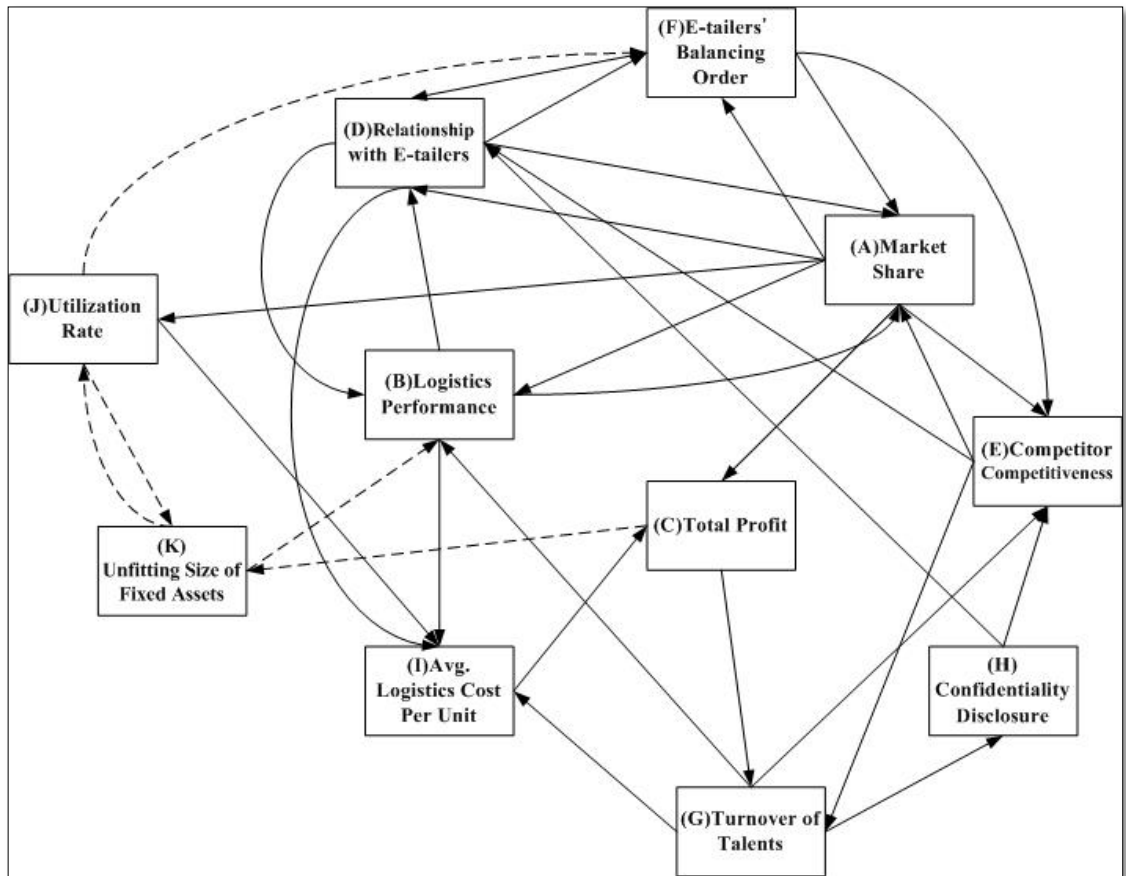 (F)E-tailers'
Balancing
Order
(D)Relationship
with E-tailers
(A)Market
Share
(J)Utilization
Rate
(B)Logistics
Performance
(E)Competitor
Competitiveness
(C)Total Profit
(K)
Unfitting Size of
Fixed Assets
(I)Avg.
Logistics Cost
Per Unit
(H)
Confidentiality
Disclosure
(G)Turnover of
Talents